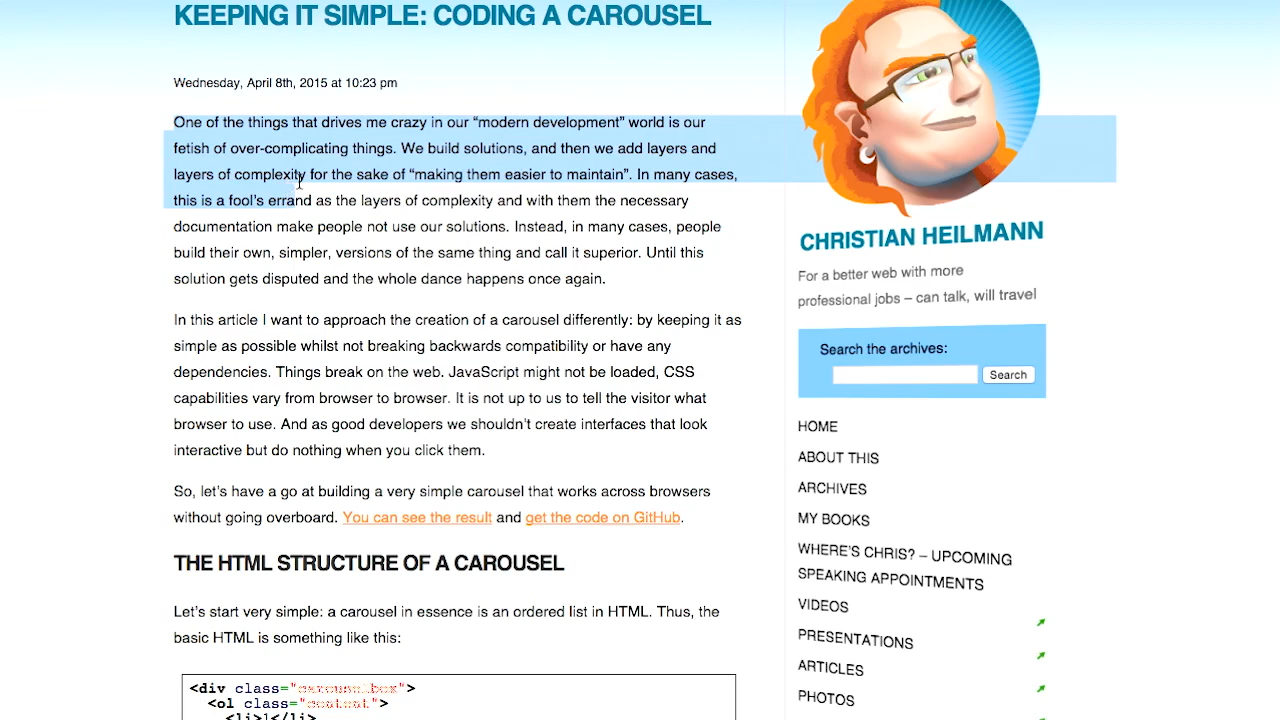 KEEPING IT SIMPLE: CODING A CAROUSEL
Wednesday, April 8th, 2015 at 10:23 pm
One of the things that drives me crazy in our “modern development” world is our
fetish of over-complicating things. We build solutions, and then we add layers and
layers of complexity for the sake of “making them easier to maintain”. In many cases,
this is a fool’s errand as the layers of complexity and with them the necessary
documentation make people not use our solutions. Instead, in many cases, people
build their own, simpler, versions of the same thing and call it superior. Until this
solution gets disputed and the whole dance happens once again.
In this article I want to approach the creation of a carousel differently: by keeping it as
simple as possible whilst not breaking backwards compatibility or have any
dependencies. Things break on the web. JavaScript might not be loaded, CSS
capabilities vary from browser to browser. It is not up to us to tell the visitor what
browser to use. And as good developers we shouldn’t create interfaces that look
interactive but do nothing when you click them.
So, let’s have a go at building a very simple carousel that works across browsers
without going overboard. You can see the result and get the code on GitHub.
THE HTML STRUCTURE OF A CAROUSEL
Let’s start very simple: a carousel in essence is an ordered list in HTML. Thus, the
basic HTML is something like this:
<div class="carouselbox">
<ol class="content">
<li>1</li>
CHRISTIAN HEILMANN
For a better web with more
professional jobs – can talk, will travel
Search the archives:
Search
HOME
ABOUT THIS
ARCHIVES
MY BOOKS
WHERE’S CHRIS? – UPCOMING
SPEAKING APPOINTMENTS
VIDEOS
PRESENTATIONS
ARTICLES
PHOTOS